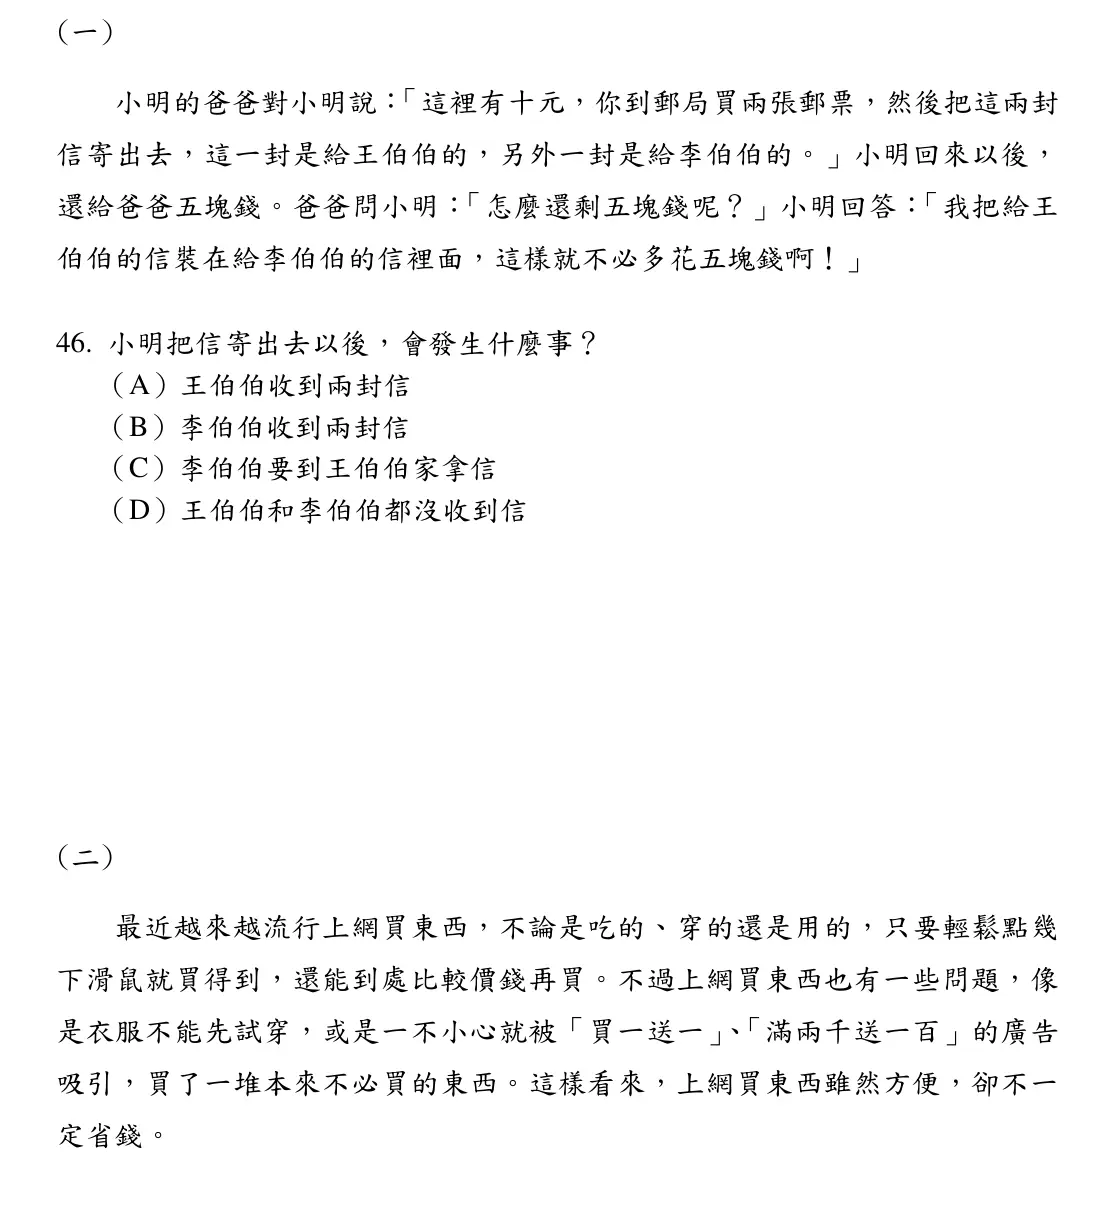 （一）
小明的爸爸對小明說：「這裡有十元，你到郵局買兩張郵票，然後把這兩封
信寄出去，這一封是給王伯伯的，另外一封是給李伯伯的。」小明回來以後，
還給爸爸五塊錢。爸爸問小明：「怎麼還剩五塊錢呢？」小明回答：「我把給王
伯伯的信裝在給李伯伯的信裡面，這樣就不必多花五塊錢啊！」
46. 小明把信寄出去以後，會發生什麼事？
（A）王伯伯收到兩封信
（B）李伯伯收到兩封信
（C）李伯伯要到王伯伯家拿信
（D）王伯伯和李伯伯都沒收到信
（二）
最近越來越流行上網買東西，不論是吃的、穿的還是用的，只要輕鬆點幾
下滑鼠就買得到，還能到處比較價錢再買。不過上網買東西也有一些問題，像
是衣服不能先試穿，或是一不小心就被「買一送一」、「滿兩千送一百」的廣告
吸引，買了一堆本來不必買的東西。這樣看來，上網買東西雖然方便，卻不一
定省錢。